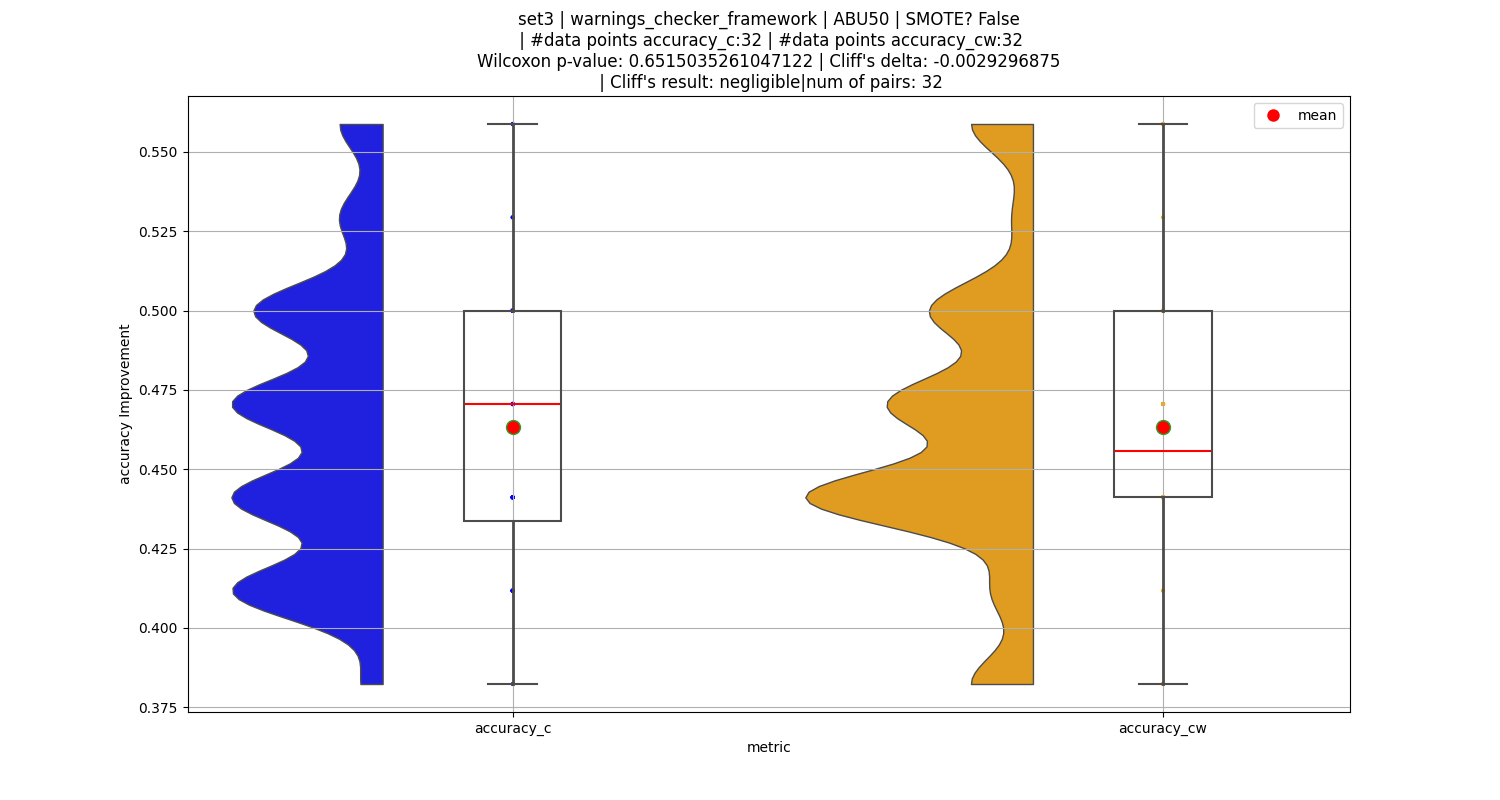 set3 | warnings_checker_framework | ABU50 | SMOTE? False
| #data points accuracy_c:32 | #data points accuracy_cw:32
Wilcoxon p-value: 0.6515035261047122 | Cliff's delta: -0.0029296875
| Cliff's result: negligible|num of pairs: 32
mean
0.550
0.525
0.500
0.475
0.450
0.425
0.400
0.375
accuracy Improvement
accuracy_c
accuracy_cw
metric